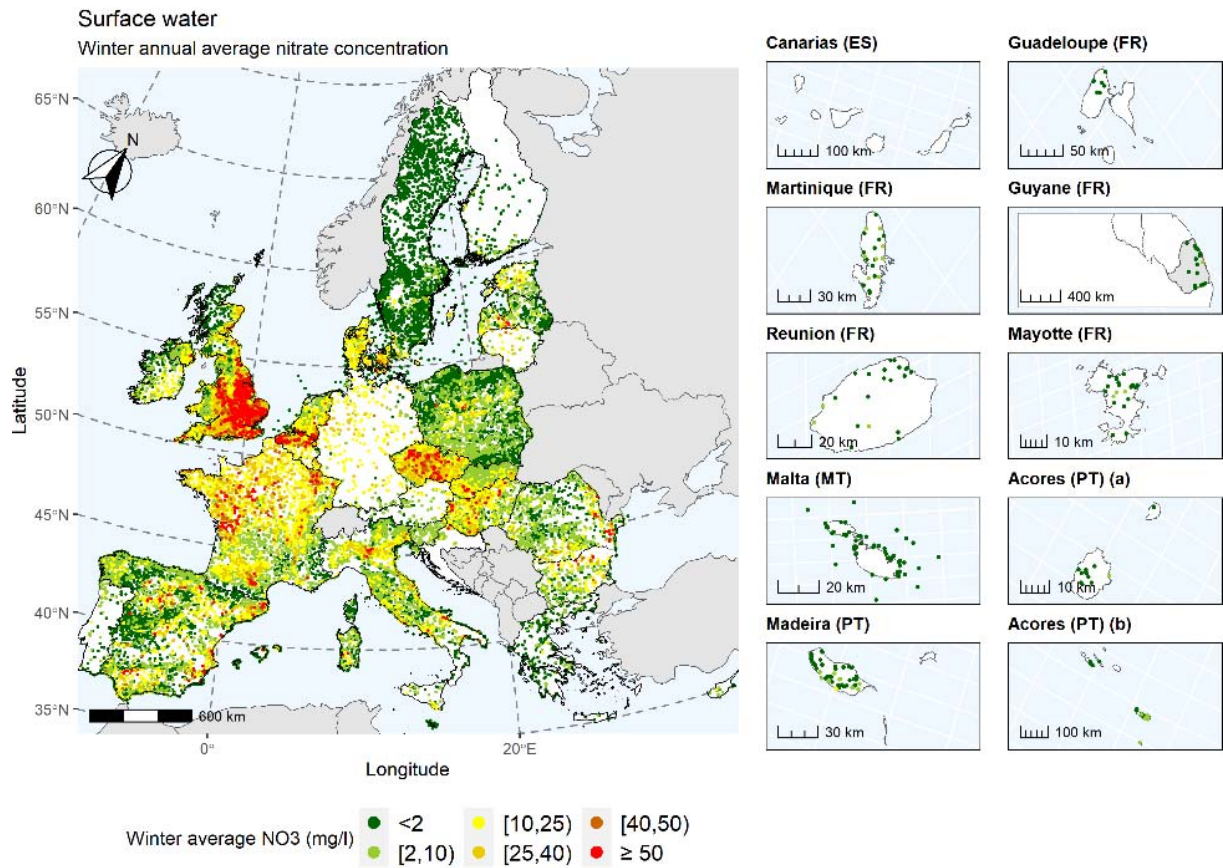 Surface water
Winter annual average nitrate concentration
65°N
60°N
55°N
50°N
45°N
40°N
35°N
Latitude
N
600 km
0°
20°E
Longitude
Canarias (ES)
100 km
Guadeloupe (FR)
50 km
Martinique (FR)
30 km
Guyane (FR)
400 km
Reunion (FR)
20 km
Mayotte (FR)
10 km
Malta (MT)
20 km
Acores (PT) (a)
10 km
Madeira (PT)
30 km
Acores (PT) (b)
100 km
Winter average NO3 (mg/l)
<2
[2,10)
[10,25)
[25,40)
[40,50)
≥ 50